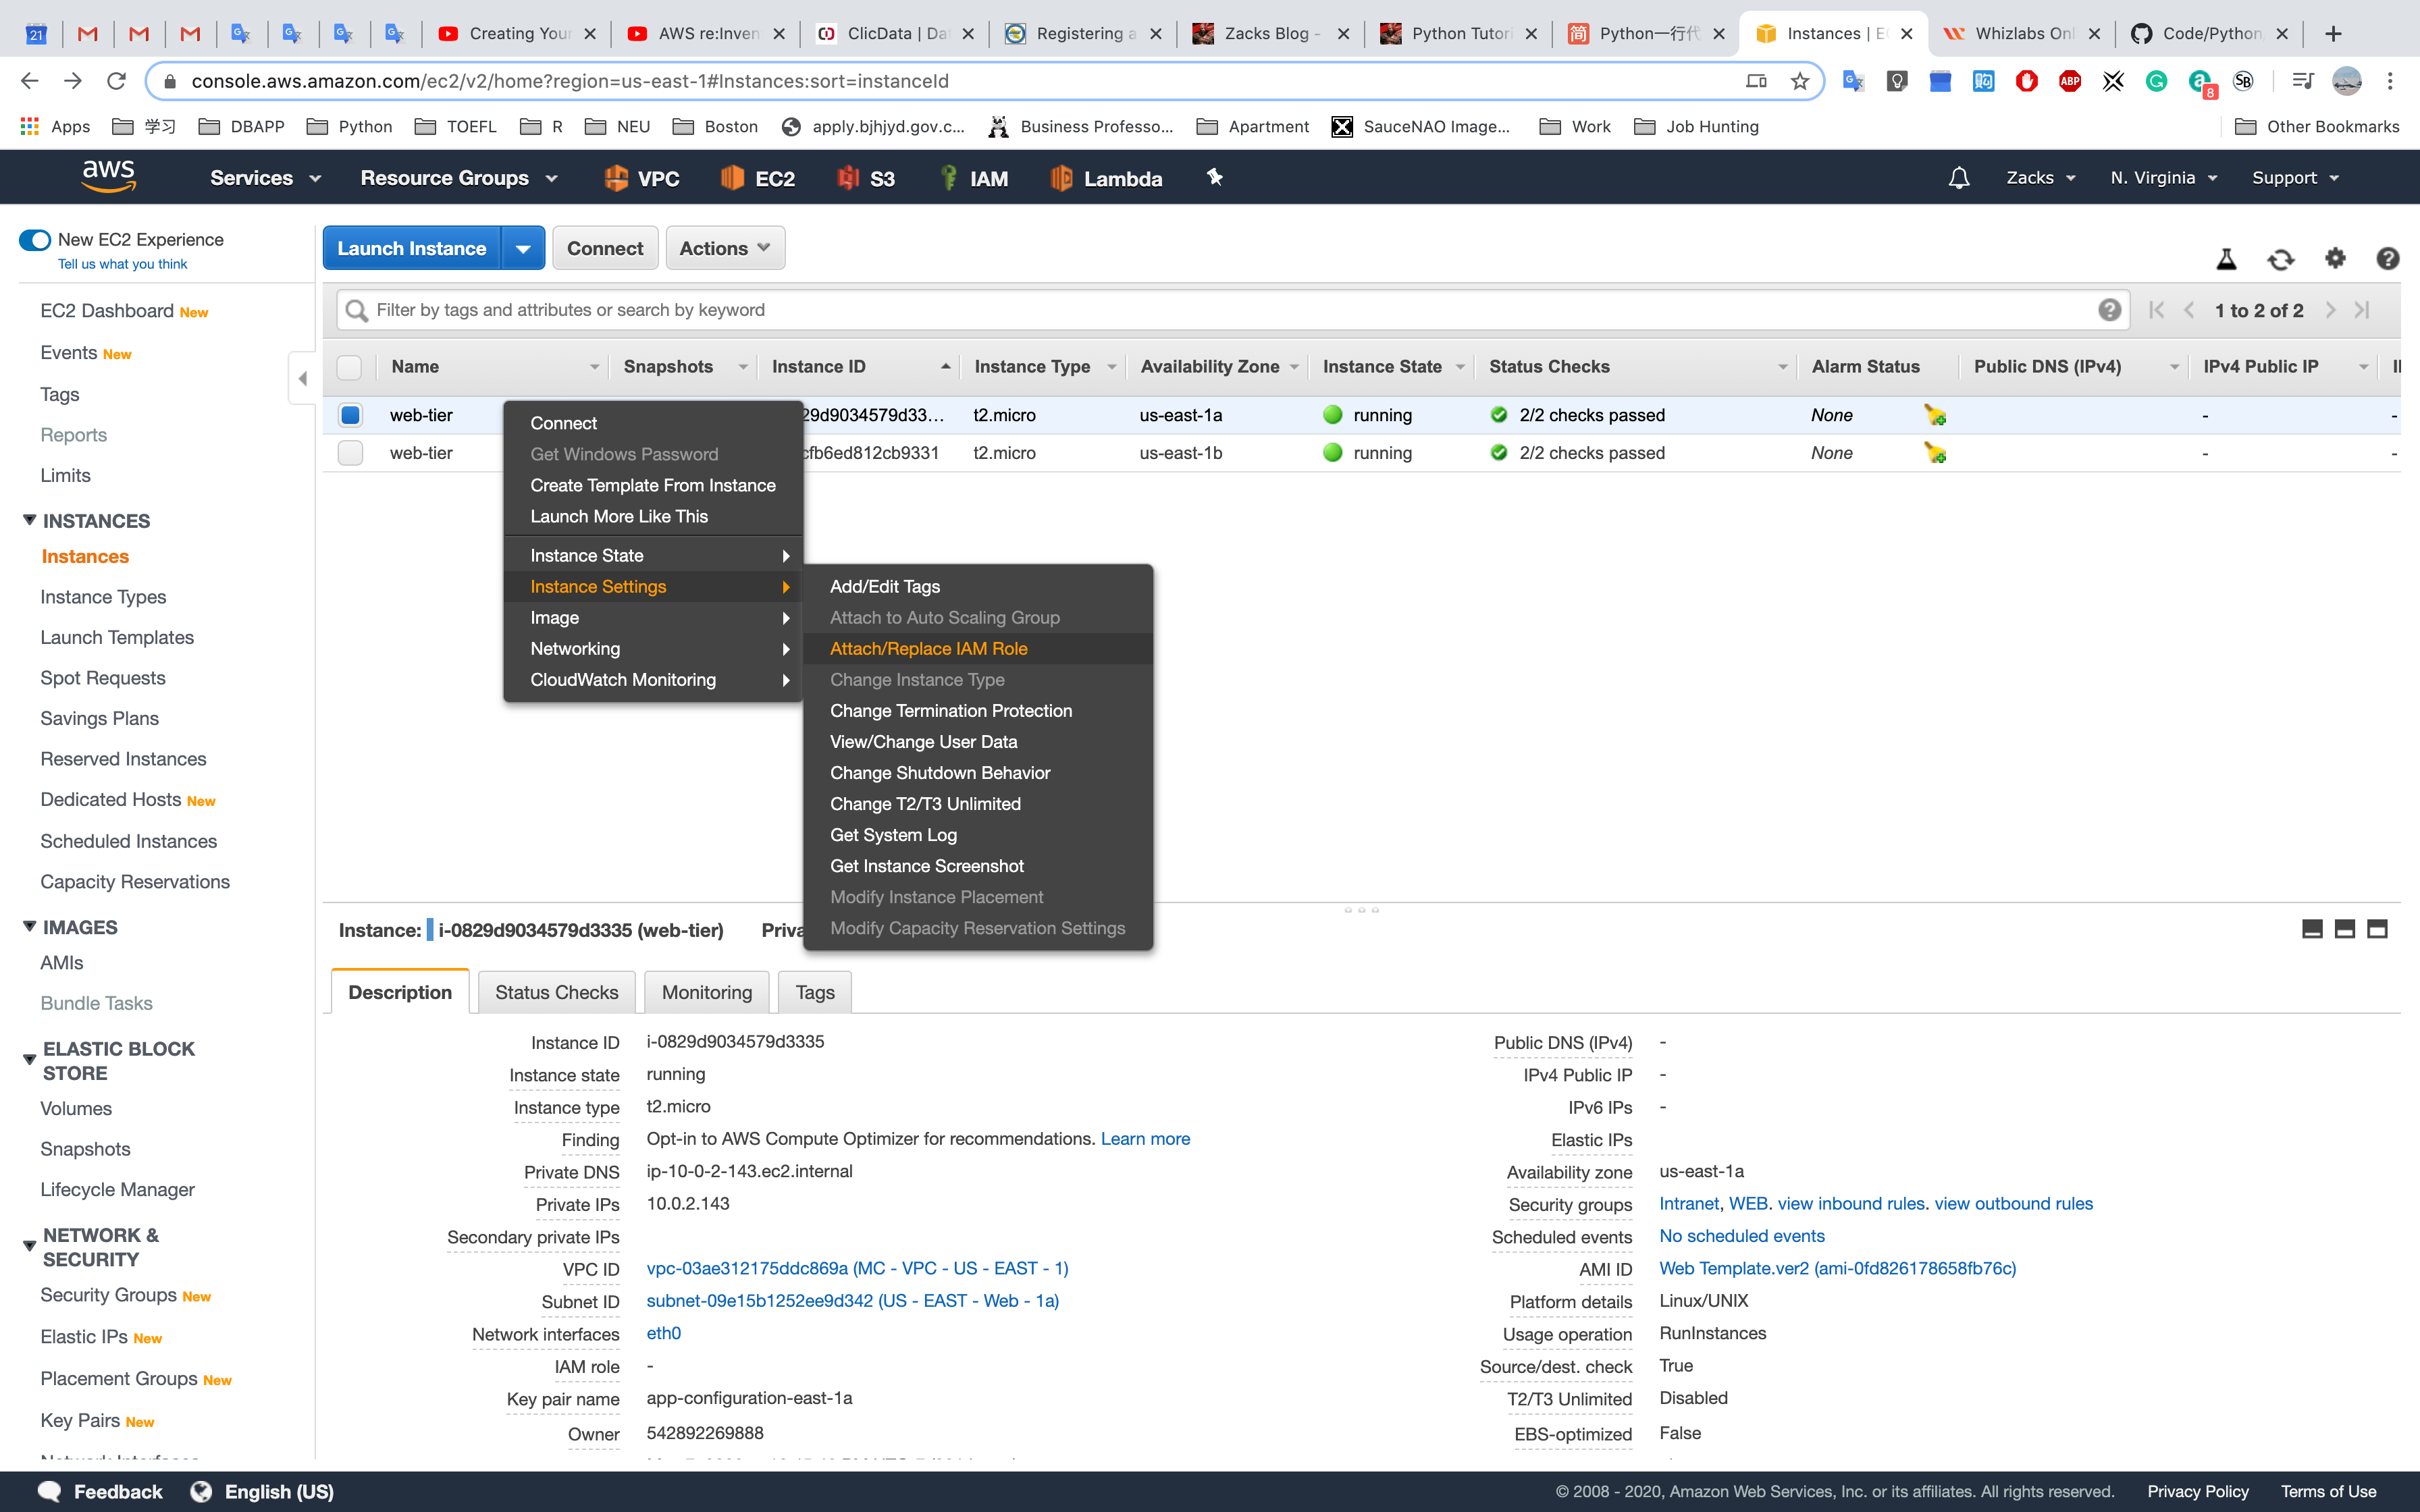 21
Creating Your
AWS re:Inven
ClicData | Da
Registering a
Zacks Blog -
Python Tutori
Python一行代
Instances | E
Whizlabs Onl
Code/Python
console.aws.amazon.com/ec2/v2/home?region=us-east-1#Instances:sort=instanceId
ABP
8
SB
Apps
学习
DBAPP
Python
TOEFL
R
NEU
Boston
apply.bjhjyd.gov.c...
Business Professo...
Apartment
SauceNAO Image...
Work
Job Hunting
Other Bookmarks
aws
Services
Resource Groups
VPC
EC2
S3
IAM
Lambda
Zacks
N. Virginia
Support
New EC2 Experience
Tell us what you think
Launch Instance
Connect
Actions
EC2 Dashboard New
Events New
Tags
Reports
Limits
INSTANCES
Instances
Instance Types
Launch Templates
Spot Requests
Savings Plans
Reserved Instances
Dedicated Hosts New
Scheduled Instances
Capacity Reservations
IMAGES
AMIs
Bundle Tasks
ELASTIC BLOCK
STORE
Volumes
Snapshots
Lifecycle Manager
NETWORK &
SECURITY
Security Groups New
Elastic IPs New
Placement Groups New
Key Pairs New
Filter by tags and attributes or search by keyword
1 to 2 of 2
Name Snapshots Instance ID Instance Type Availability Zone Instance State Status Checks Alarm Status Public DNS (IPv4) IPv4 Public IP
web-tier 29d9034579d33... t2.micro us-east-1a running 2/2 checks passed None - -
web-tier cfb6ed812cb9331 t2.micro us-east-1b running 2/2 checks passed None - -
Connect
Get Windows Password
Create Template From Instance
Launch More Like This
Instance State
Instance Settings
Image
Networking
CloudWatch Monitoring
Add/Edit Tags
Attach to Auto Scaling Group
Attach/Replace IAM Role
Change Instance Type
Change Termination Protection
View/Change User Data
Change Shutdown Behavior
Change T2/T3 Unlimited
Get System Log
Get Instance Screenshot
Modify Instance Placement
Modify Capacity Reservation Settings
Instance: i-0829d9034579d3335 (web-tier) Priva
Description
Status Checks
Monitoring
Tags
Instance ID i-0829d9034579d3335
Instance state running
Instance type t2.micro
Finding Opt-in to AWS Compute Optimizer for recommendations. Learn more
Private DNS ip-10-0-2-143.ec2.internal
Private IPs 10.0.2.143
Secondary private IPs
VPC ID vpc-03ae312175ddc869a (MC - VPC - US - EAST - 1)
Subnet ID subnet-09e15b1252ee9d342 (US - EAST - Web - 1a)
Network interfaces eth0
IAM role -
Key pair name app-configuration-east-1a
Owner 542892269888
Public DNS (IPv4) -
IPv4 Public IP -
IPv6 IPs -
Elastic IPs
Availability zone us-east-1a
Security groups Intranet, WEB. view inbound rules. view outbound rules
Scheduled events No scheduled events
AMI ID Web Template.ver2 (ami-0fd826178658fb76c)
Platform details Linux/UNIX
Usage operation RunInstances
Source/dest. check True
T2/T3 Unlimited Disabled
EBS-optimized False
Feedback
English (US)
© 2008 - 2020, Amazon Web Services, Inc. or its affiliates. All rights reserved.
Privacy Policy
Terms of Use